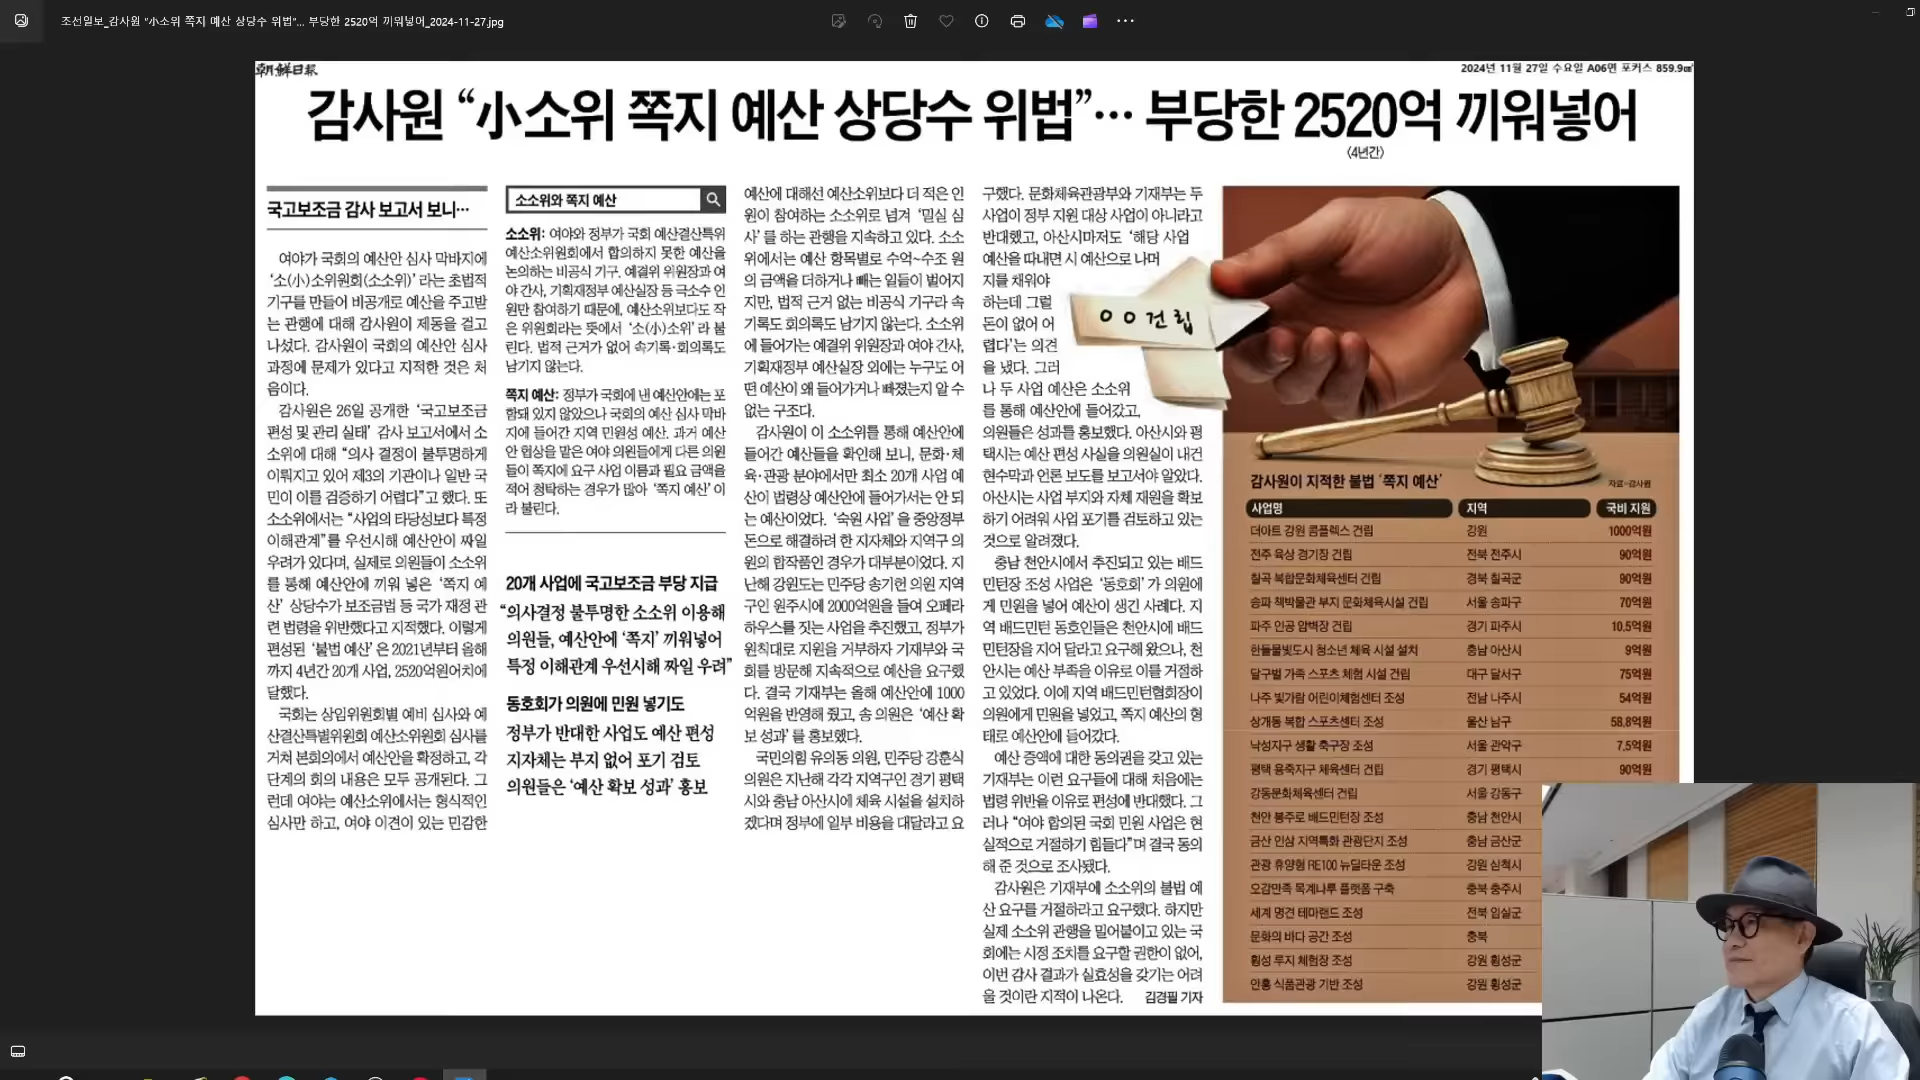 조선일보_감사원 “小소위 쪽지 예산 상당수 위법”... 부당한 2520억 끼워넣어_2024-11-27.jpg
朝鮮日報
2024년 11월 27일 수요일 A06면 포커스 859.9㎠
감사원 “小소위 쪽지 예산 상당수 위법”… 부당한 2520억 끼워넣어
〈4년간〉
국고보조금 감사 보고서 보니…
여야가 국회의 예산안 심사 막바지에
‘소(小)소위원회(소소위)’라는 초법적
기구를 만들어 비공개로 예산을 주고받
는 관행에 대해 감사원이 제동을 걸고
나섰다. 감사원이 국회의 예산안 심사
과정에 문제가 있다고 지적한 것은 처
음이다.
감사원은 26일 공개한 ‘국고보조금
편성 및 관리 실태’ 감사 보고서에서 소
소위에 대해 “의사 결정이 불투명하게
이뤄지고 있어 제3의 기관이나 일반 국
민이 이를 검증하기 어렵다”고 했다. 또
소소위에서는 “사업의 타당성보다 특정
이해관계”를 우선시해 예산안이 짜일
우려가 있다며, 실제로 의원들이 소소위
를 통해 예산안에 끼워 넣은 ‘쪽지 예
산’ 상당수가 보조금법 등 국가 재정 관
련 법령을 위반했다고 지적했다. 이렇게
편성된 ‘불법 예산’은 2021년부터 올해
까지 4년간 20개 사업, 2520억원어치에
달했다.
국회는 상임위원회별 예비 심사와 예
산결산특별위원회 예산소위원회 심사를
거쳐 본회의에서 예산안을 확정하고, 각
단계의 회의 내용은 모두 공개된다. 그
런데 여야는 예산소위에서는 형식적인
심사만 하고, 여야 이견이 있는 민감한
소소위와 쪽지 예산
소소위: 여야와 정부가 국회 예산결산특위
예산소위원회에서 합의하지 못한 예산을
논의하는 비공식 기구. 예결위 위원장과 여
야 간사, 기획재정부 예산실장 등 극소수 인
원만 참여하기 때문에, 예산소위보다도 작
은 위원회라는 뜻에서 ‘소(小)소위’라 불
린다. 법적 근거가 없어 속기록·회의록도
남기지 않는다.
쪽지 예산: 정부가 국회에 낸 예산안에는 포
함돼 있지 않았으나 국회의 예산 심사 막바
지에 들어간 지역 민원성 예산. 과거 예산
안 협상을 맡은 여야 의원들에게 다른 의원
들이 쪽지에 요구 사업 이름과 필요 금액을
적어 청탁하는 경우가 많아 ‘쪽지 예산’이
라 불린다.
20개 사업에 국고보조금 부당 지급
“의사결정 불투명한 소소위 이용해
의원들, 예산안에 ‘쪽지’ 끼워넣어
특정 이해관계 우선시해 짜일 우려”
동호회가 의원에 민원 넣기도
정부가 반대한 사업도 예산 편성
지자체는 부지 없어 포기 검토
의원들은 ‘예산 확보 성과’ 홍보
예산에 대해선 예산소위보다 더 적은 인
원이 참여하는 소소위로 넘겨 ‘밀실 심
사’를 하는 관행을 지속하고 있다. 소소
위에서는 예산 항목별로 수억~수조 원
의 금액을 더하거나 빼는 일들이 벌어지
지만, 법적 근거 없는 비공식 기구라 속
기록도 회의록도 남기지 않는다. 소소위
에 들어가는 예결위 위원장과 여야 간사,
기획재정부 예산실장 외에는 누구도 어
떤 예산이 왜 들어가거나 빠졌는지 알 수
없는 구조다.
감사원이 이 소소위를 통해 예산안에
들어간 예산들을 확인해 보니, 문화·체
육·관광 분야에서만 최소 20개 사업 예
산이 법령상 예산안에 들어가서는 안 되
는 예산이었다. ‘숙원 사업’을 중앙정부
돈으로 해결하려 한 지자체와 지역구 의
원의 합작품인 경우가 대부분이었다. 지
난해 강원도는 민주당 송기헌 의원 지역
구인 원주시에 2000억원을 들여 오페라
하우스를 짓는 사업을 추진했고, 정부가
원칙대로 지원을 거부하자 기재부와 국
회를 방문해 지속적으로 예산을 요구했
다. 결국 기재부는 올해 예산안에 1000
억원을 반영해 줬고, 송 의원은 ‘예산 확
보 성과’를 홍보했다.
국민의힘 유의동 의원, 민주당 강훈식
의원은 지난해 각각 지역구인 경기 평택
시와 충남 아산시에 체육 시설을 설치하
겠다며 정부에 일부 비용을 대달라고 요
구했다. 문화체육관광부와 기재부는 두
사업이 정부 지원 대상 사업이 아니라고
반대했고, 아산시마저도 ‘해당 사업
예산을 따내면 시 예산으로 나머
지를 채워야
하는데 그럴
돈이 없어 어
렵다’는 의견
을 냈다. 그러
나 두 사업 예산은 소소위
를 통해 예산안에 들어갔고,
의원들은 성과를 홍보했다. 아산시와 평
택시는 예산 편성 사실을 의원실이 내건
현수막과 언론 보도를 보고서야 알았다.
아산시는 사업 부지와 자체 재원을 확보
하기 어려워 사업 포기를 검토하고 있는
것으로 알려졌다.
충남 천안시에서 추진되고 있는 배드
민턴장 조성 사업은 ‘동호회’가 의원에
게 민원을 넣어 예산이 생긴 사례다. 지
역 배드민턴 동호인들은 천안시에 배드
민턴장을 지어 달라고 요구해 왔으나, 천
안시는 예산 부족을 이유로 이를 거절하
고 있었다. 이에 지역 배드민턴협회장이
의원에게 민원을 넣었고, 쪽지 예산의 형
태로 예산안에 들어갔다.
예산 증액에 대한 동의권을 갖고 있는
기재부는 이런 요구들에 대해 처음에는
법령 위반을 이유로 편성에 반대했다. 그
러나 “여야 합의된 국회 민원 사업은 현
실적으로 거절하기 힘들다”며 결국 동의
해 준 것으로 조사됐다.
감사원은 기재부에 소소위의 불법 예
산 요구를 거절하라고 요구했다. 하지만
실제 소소위 관행을 밀어붙이고 있는 국
회에는 시정 조치를 요구할 권한이 없어,
이번 감사 결과가 실효성을 갖기는 어려
울 것이란 지적이 나온다. 김경필 기자
ㅇㅇ건립
감사원이 지적한 불법 ‘쪽지 예산’ 자료=감사원
사업명 지역 국비 지원
더아트 강원 콤플렉스 건립 강원 1000억원
전주 육상 경기장 건립 전북 전주시 90억원
칠곡 복합문화체육센터 건립 경북 칠곡군 90억원
송파 책박물관 부지 문화체육시설 건립 서울 송파구 70억원
파주 인공 암벽장 건립 경기 파주시 10.5억원
한들물빛도시 청소년 체육 시설 설치 충남 아산시 9억원
달구벌 가족 스포츠 체험 시설 건립 대구 달서구 75억원
나주 빛가람 어린이체험센터 조성 전남 나주시 54억원
상개동 복합 스포츠센터 조성 울산 남구 58.8억원
낙성지구 생활 축구장 조성 서울 관악구 7.5억원
평택 용죽지구 체육센터 건립 경기 평택시 90억원
강동문화체육센터 건립 서울 강동구
천안 봉주로 배드민턴장 조성 충남 천안시
금산 인삼 지역특화 관광단지 조성 충남 금산군
관광 휴양형 RE100 뉴딜타운 조성 강원 삼척시
오감만족 목계나루 플랫폼 구축 충북 충주시
세계 명견 테마랜드 조성 전북 임실군
문화의 바다 공간 조성 충북
횡성 루지 체험장 조성 강원 횡성군
안흥 식품관광 기반 조성 강원 횡성군